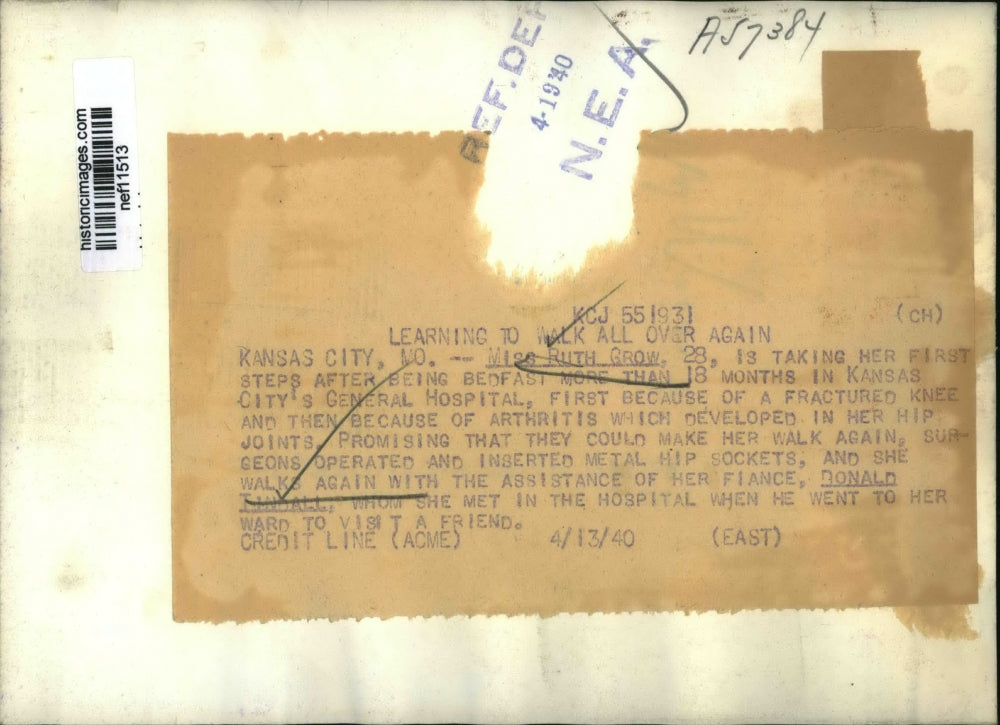 AJ7384
REF. DEP
4-1940
N.E.A.
historicimages.com
nef11513
KCJ 551931 (CH)
LEARNING TO WALK ALL OVER AGAIN
KANSAS CITY, MO. -- MISS RUTH GROW, 28, IS TAKING HER FIRST
STEPS AFTER BEING BEDFAST MORE THAN 18 MONTHS IN KANSAS
CITY'S GENERAL HOSPITAL, FIRST BECAUSE OF A FRACTURED KNEE
AND THEN BECAUSE OF ARTHRITIS WHICH DEVELOPED IN HER HIP
JOINTS. PROMISING THAT THEY COULD MAKE HER WALK AGAIN, SUR-
GEONS OPERATED AND INSERTED METAL HIP SOCKETS, AND SHE
WALKS AGAIN WITH THE ASSISTANCE OF HER FIANCE, DONALD
WHOM SHE MET IN THE HOSPITAL WHEN HE WENT TO HER
WARD TO VISIT A FRIEND.
CREDIT LINE (ACME) 4/13/40 (EAST)